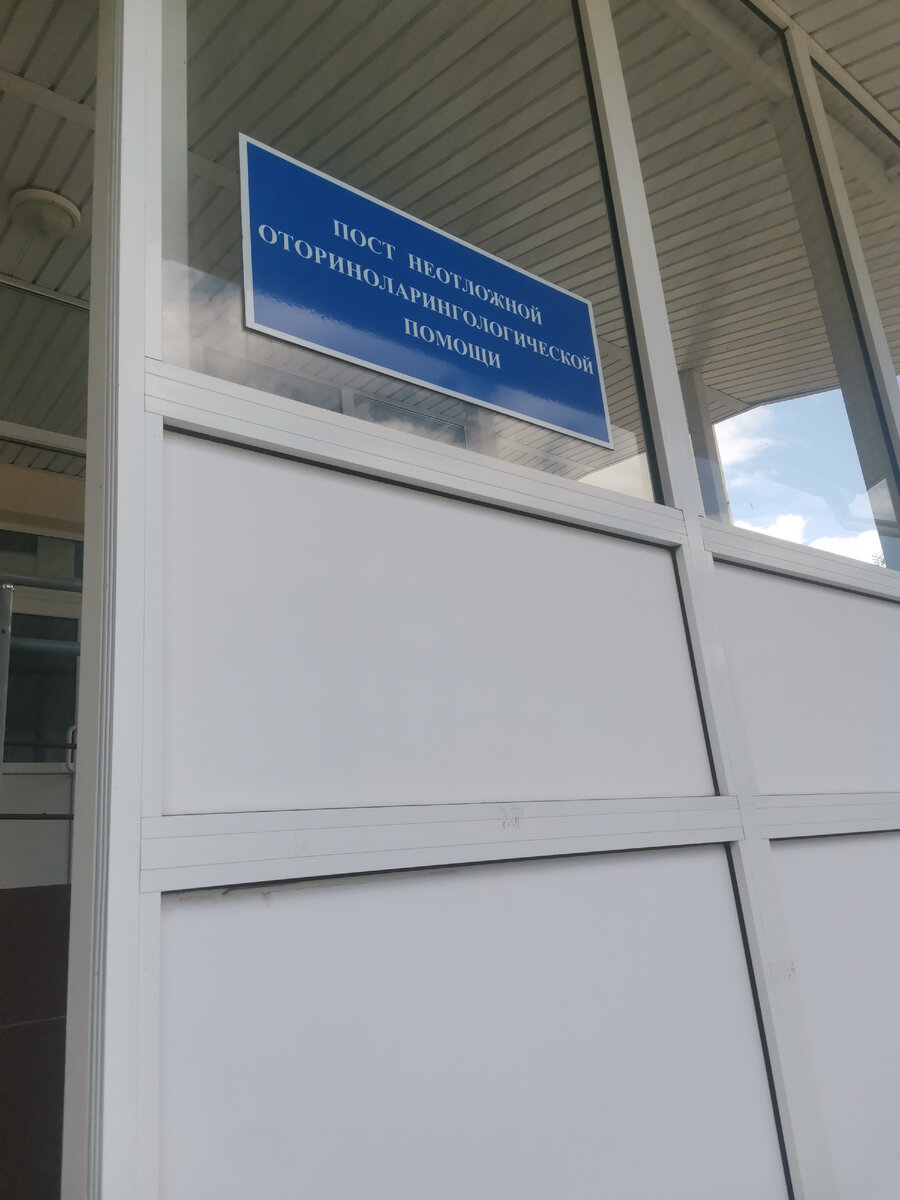 ПОСТ НЕОТЛОЖНОЙ
ОТОРИНОЛАРИНГОЛОГИЧЕСКОЙ
ПОМОЩИ